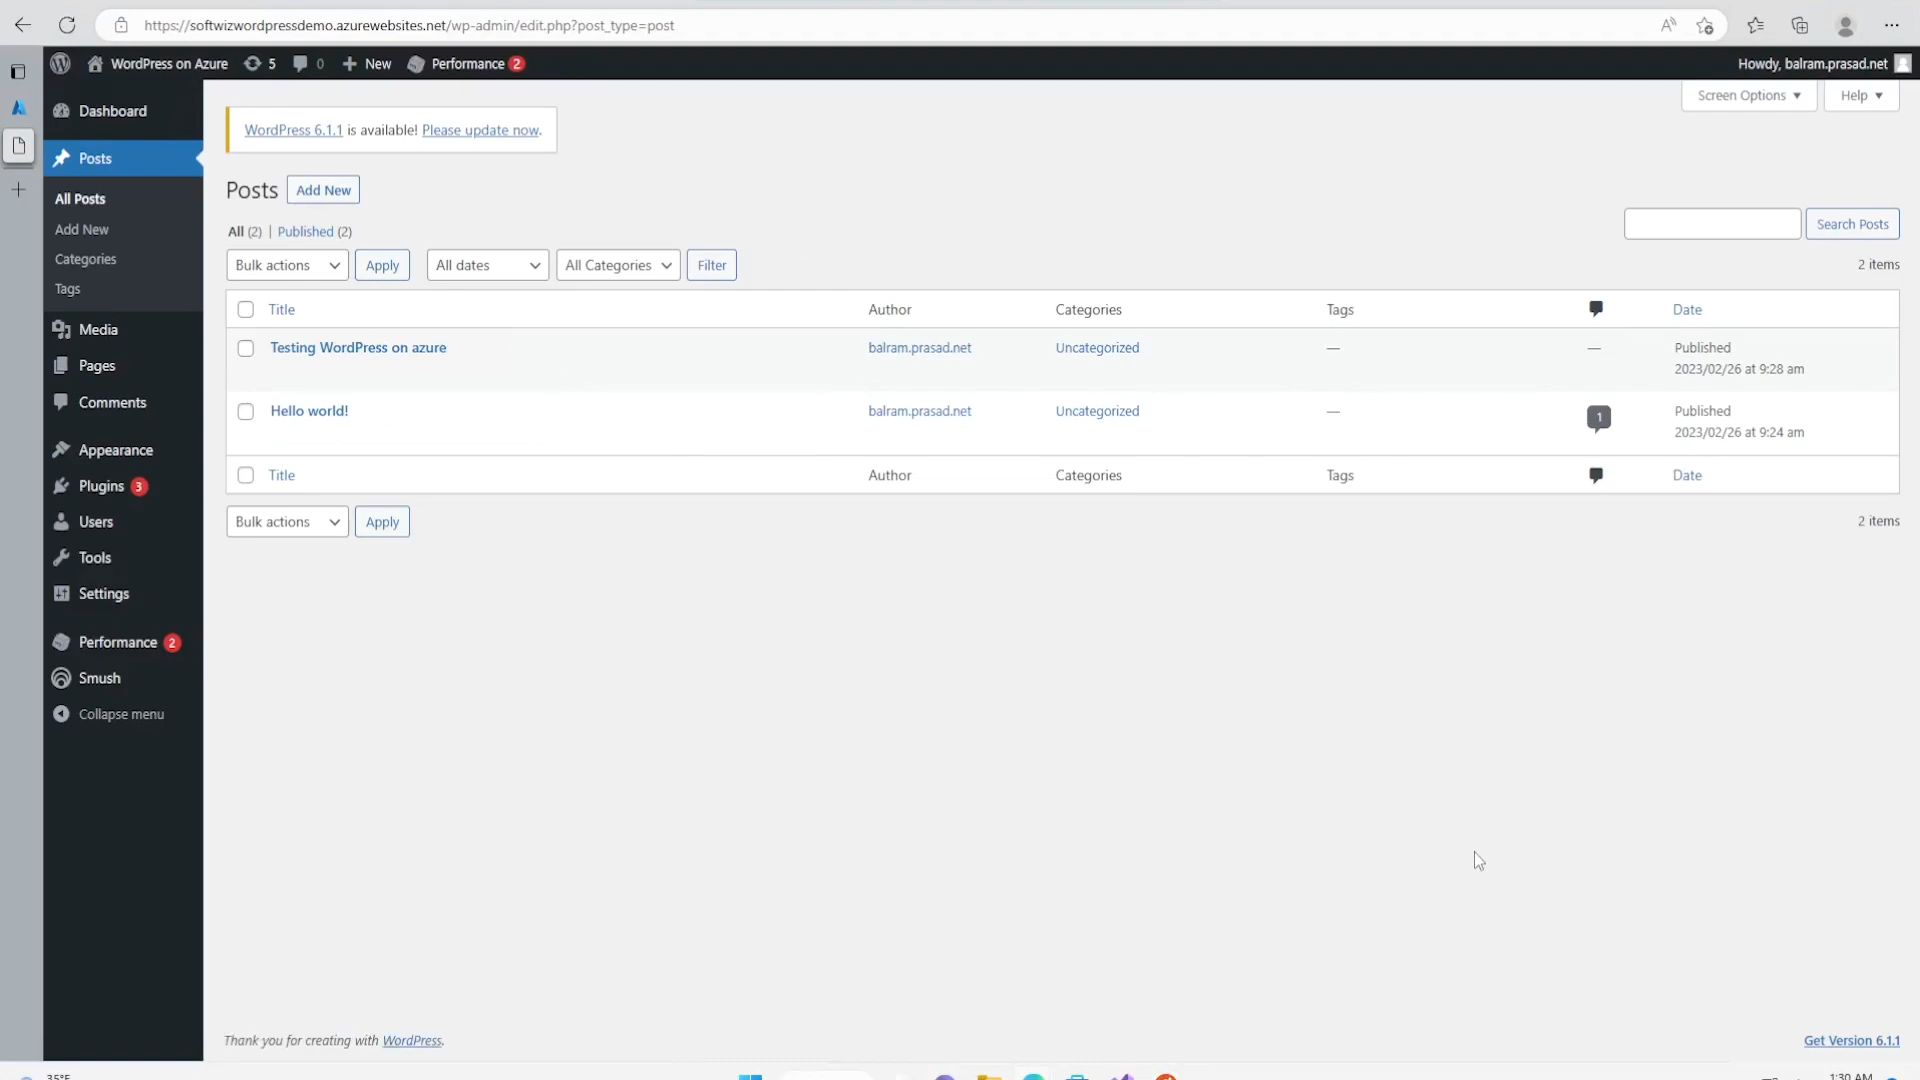 https://softwizwordpressdemo.azurewebsites.net/wp-admin/edit.php?post_type=post
WordPress on Azure 5 0 New Performance 2 Howdy, balram.prasad.net
Screen Options Help
Dashboard
Posts
All Posts
Add New
Categories
Tags
Media
Pages
Comments
Appearance
Plugins 3
Users
Tools
Settings
Performance 2
Smush
Collapse menu
WordPress 6.1.1 is available! Please update now.
Posts Add New
All (2) | Published (2)
Search Posts
Bulk actions Apply All dates All Categories Filter 2 items
Title Author Categories Tags Date
Testing WordPress on azure balram.prasad.net Uncategorized — — Published
2023/02/26 at 9:28 am
Hello world! balram.prasad.net Uncategorized — 1 Published
2023/02/26 at 9:24 am
Title Author Categories Tags Date
Bulk actions Apply 2 items
Thank you for creating with WordPress. Get Version 6.1.1
35°F 1:30 AM